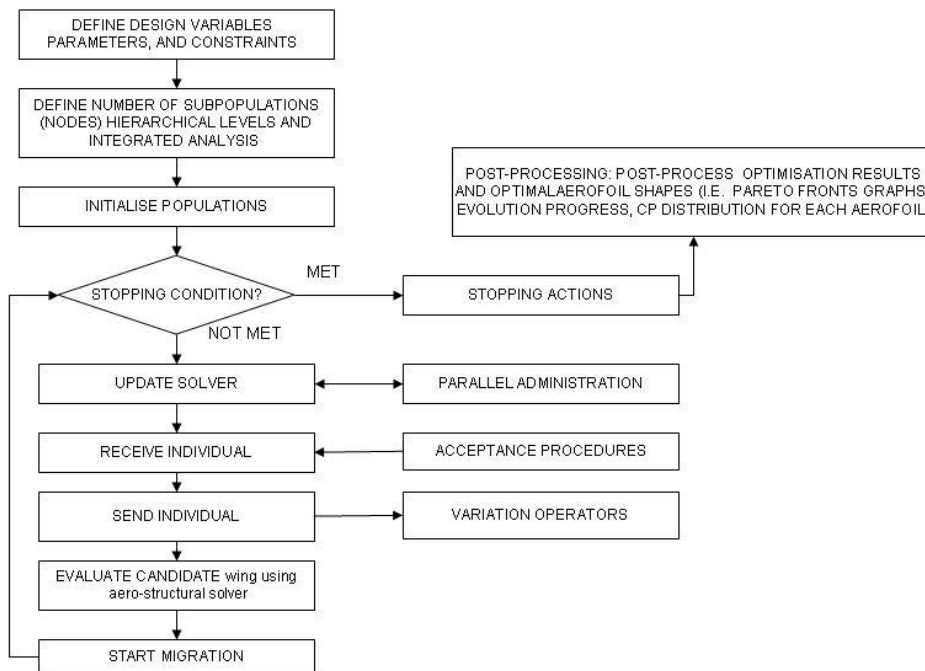 DEFINE DESIGN VARIABLES
PARAMETERS, AND CONSTRAINTS
DEFINE NUMBER OF SUBPOPULATIONS
(NODES) HIERARCHICAL LEVELS AND
INTEGRATED ANALYSIS
POST-PROCESSING: POST-PROCESS OPTIMISATION RESULTS
AND OPTIMALAEROFOIL SHAPES (I.E. PARETO FRONTS GRAPHS
EVOLUTION PROGRESS, CP DISTRIBUTION FOR EACH AEROFOIL
INITIALISE POPULATIONS
MET
STOPPING CONDITION?
STOPPING ACTIONS
NOT MET
UPDATE SOLVER
PARALLEL ADMINISTRATION
RECEIVE INDIVIDUAL
ACCEPTANCE PROCEDURES
SEND INDIVIDUAL
VARIATION OPERATORS
EVALUATE CANDIDATE wing using
aero-structural solver
START MIGRATION